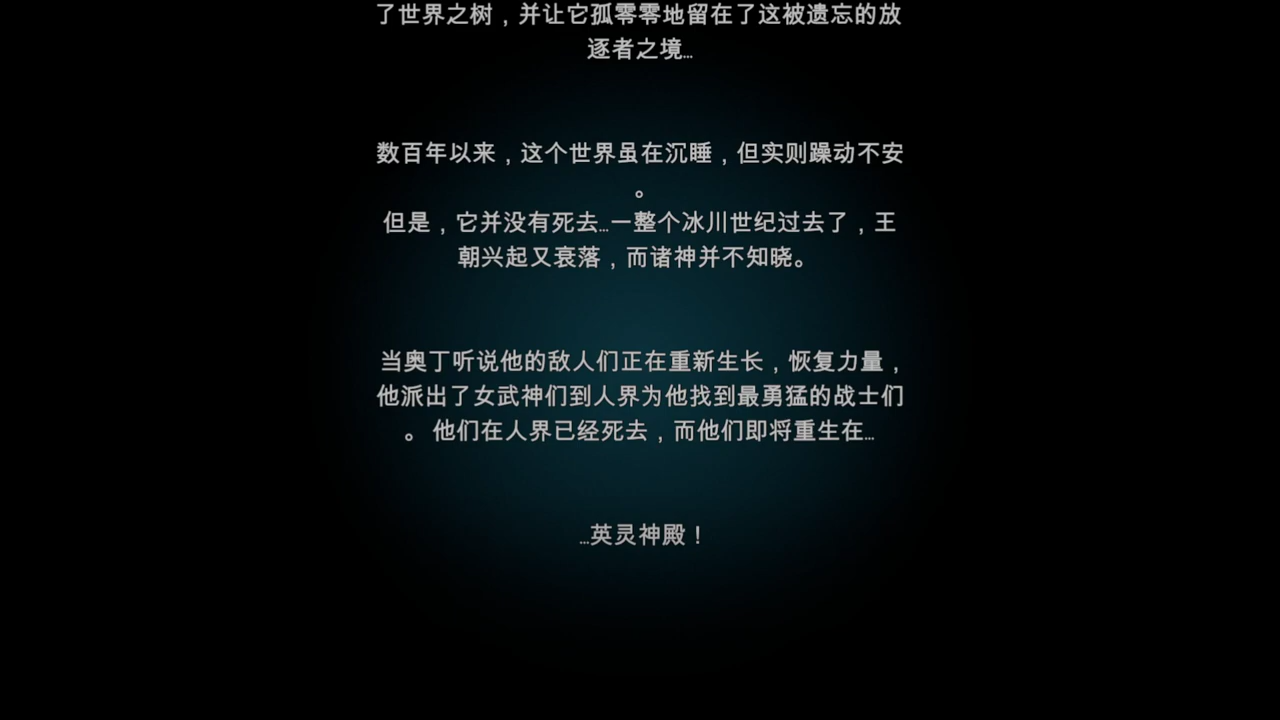 了世界之树，并让它孤零零地留在了这被遗忘的放
逐者之境…
数百年以来，这个世界虽在沉睡，但实则躁动不安
。
但是，它并没有死去…一整个冰川世纪过去了，王
朝兴起又衰落，而诸神并不知晓。
当奥丁听说他的敌人们正在重新生长，恢复力量，
他派出了女武神们到人界为他找到最勇猛的战士们
。 他们在人界已经死去，而他们即将重生在…
…英灵神殿！